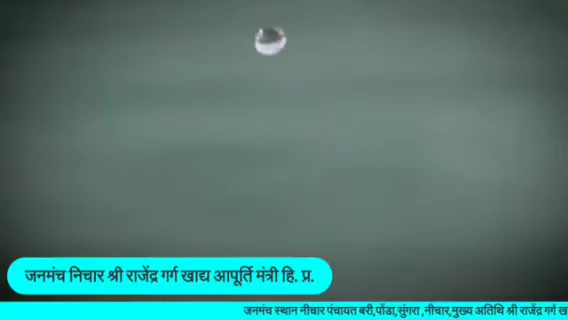 जनमंच निचार श्री राजेंद्र गर्ग खाद्य आपूर्ति मंत्री हि. प्र.
जनमंच स्थान नीचार पंचायत बरी,पोंडा,सुंगरा ,नीचार,मुख्य अतिथि श्री राजेंद्र गर्ग